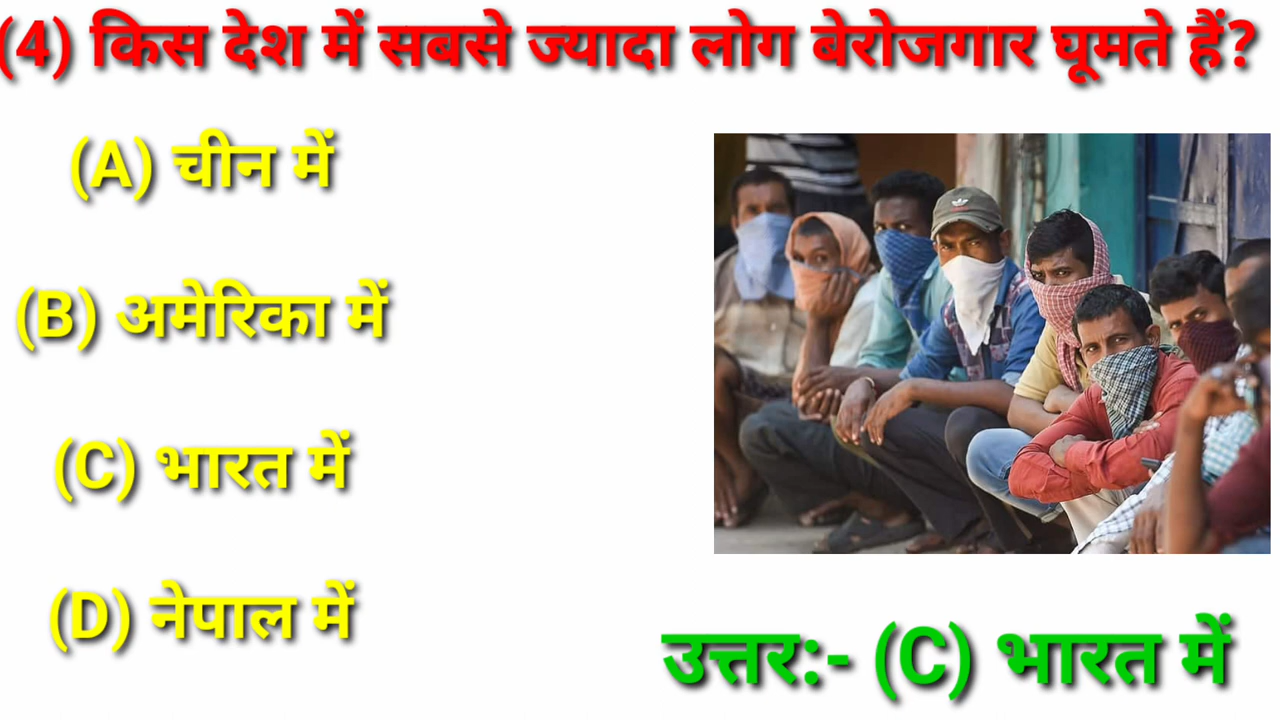 (4) किस देश में सबसे ज्यादा लोग बेरोजगार घूमते हैं?
(A) चीन में
(B) अमेरिका में
(C) भारत में
(D) नेपाल में
उत्तर:- (C) भारत में